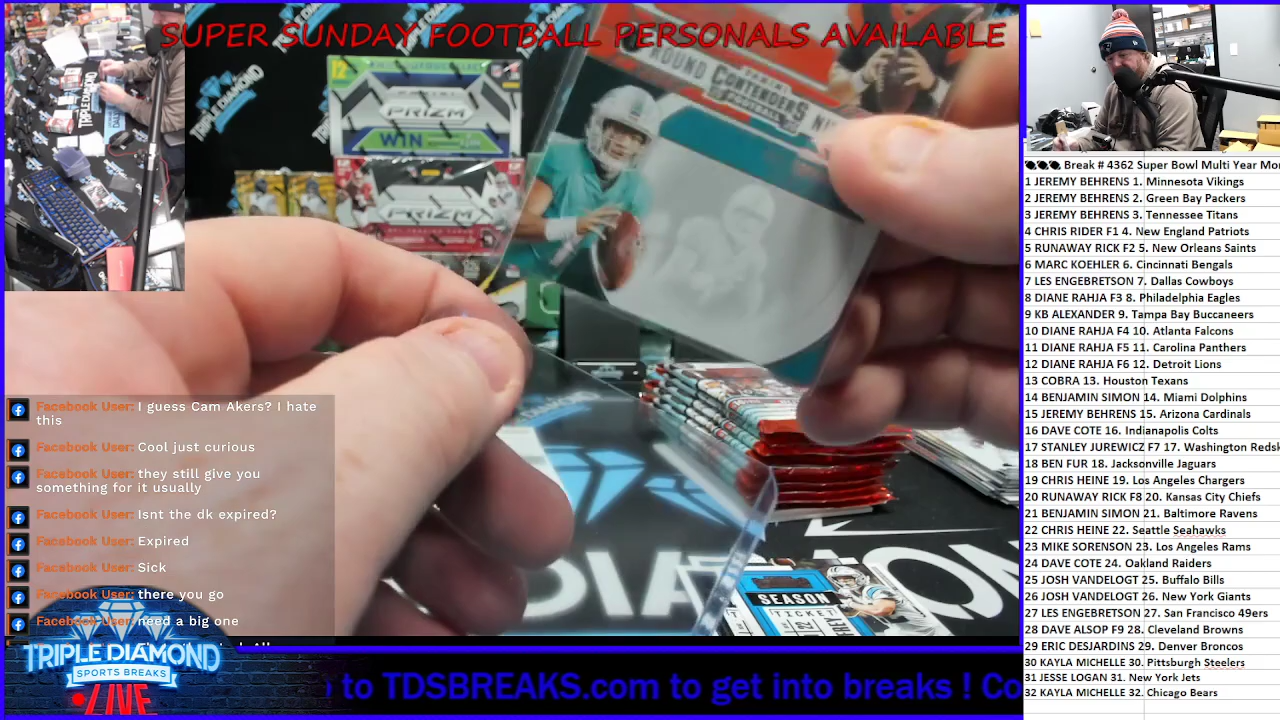 SUPER SUNDAY FOOTBALL PERSONALS AVAILABLE
TRIPLE DIAMOND
12
PRIZM
WIN
PRIZM
ROUND
CONTENDERS
FOOTBALL
SEASON
TICKET
Facebook User: I guess Cam Akers? I hate
this
Facebook User: Cool just curious
Facebook User: they still give you
something for it usually
Facebook User: Isnt the dk expired?
Facebook User: Expired
Facebook User: Sick
Facebook User: there you go
Facebook User: need a big one
TRIPLE DIAMOND
SPORTS BREAKS
LIVE
to TDSBREAKS.com to get into breaks ! Co
Break # 4362 Super Bowl Multi Year Mo
1 JEREMY BEHRENS 1. Minnesota Vikings
2 JEREMY BEHRENS 2. Green Bay Packers
3 JEREMY BEHRENS 3. Tennessee Titans
4 CHRIS RIDER F1 4. New England Patriots
5 RUNAWAY RICK F2 5. New Orleans Saints
6 MARC KOEHLER 6. Cincinnati Bengals
7 LES ENGEBRETSON 7. Dallas Cowboys
8 DIANE RAHJA F3 8. Philadelphia Eagles
9 KB ALEXANDER 9. Tampa Bay Buccaneers
10 DIANE RAHJA F4 10. Atlanta Falcons
11 DIANE RAHJA F5 11. Carolina Panthers
12 DIANE RAHJA F6 12. Detroit Lions
13 COBRA 13. Houston Texans
14 BENJAMIN SIMON 14. Miami Dolphins
15 JEREMY BEHRENS 15. Arizona Cardinals
16 DAVE COTE 16. Indianapolis Colts
17 STANLEY JUREWICZ F7 17. Washington Redsk
18 BEN FUR 18. Jacksonville Jaguars
19 CHRIS HEINE 19. Los Angeles Chargers
20 RUNAWAY RICK F8 20. Kansas City Chiefs
21 BENJAMIN SIMON 21. Baltimore Ravens
22 CHRIS HEINE 22. Seattle Seahawks
23 MIKE SORENSON 23. Los Angeles Rams
24 DAVE COTE 24. Oakland Raiders
25 JOSH VANDELOGT 25. Buffalo Bills
26 JOSH VANDELOGT 26. New York Giants
27 LES ENGEBRETSON 27. San Francisco 49ers
28 DAVE ALSOP F9 28. Cleveland Browns
29 BEN FUR 29. Denver Broncos
30 KAYLA MICHELLE 30. Pittsburgh Steelers
31 JESSE LOGAN 31. New York Jets
32 KAYLA MICHELLE 32. Chicago Bears